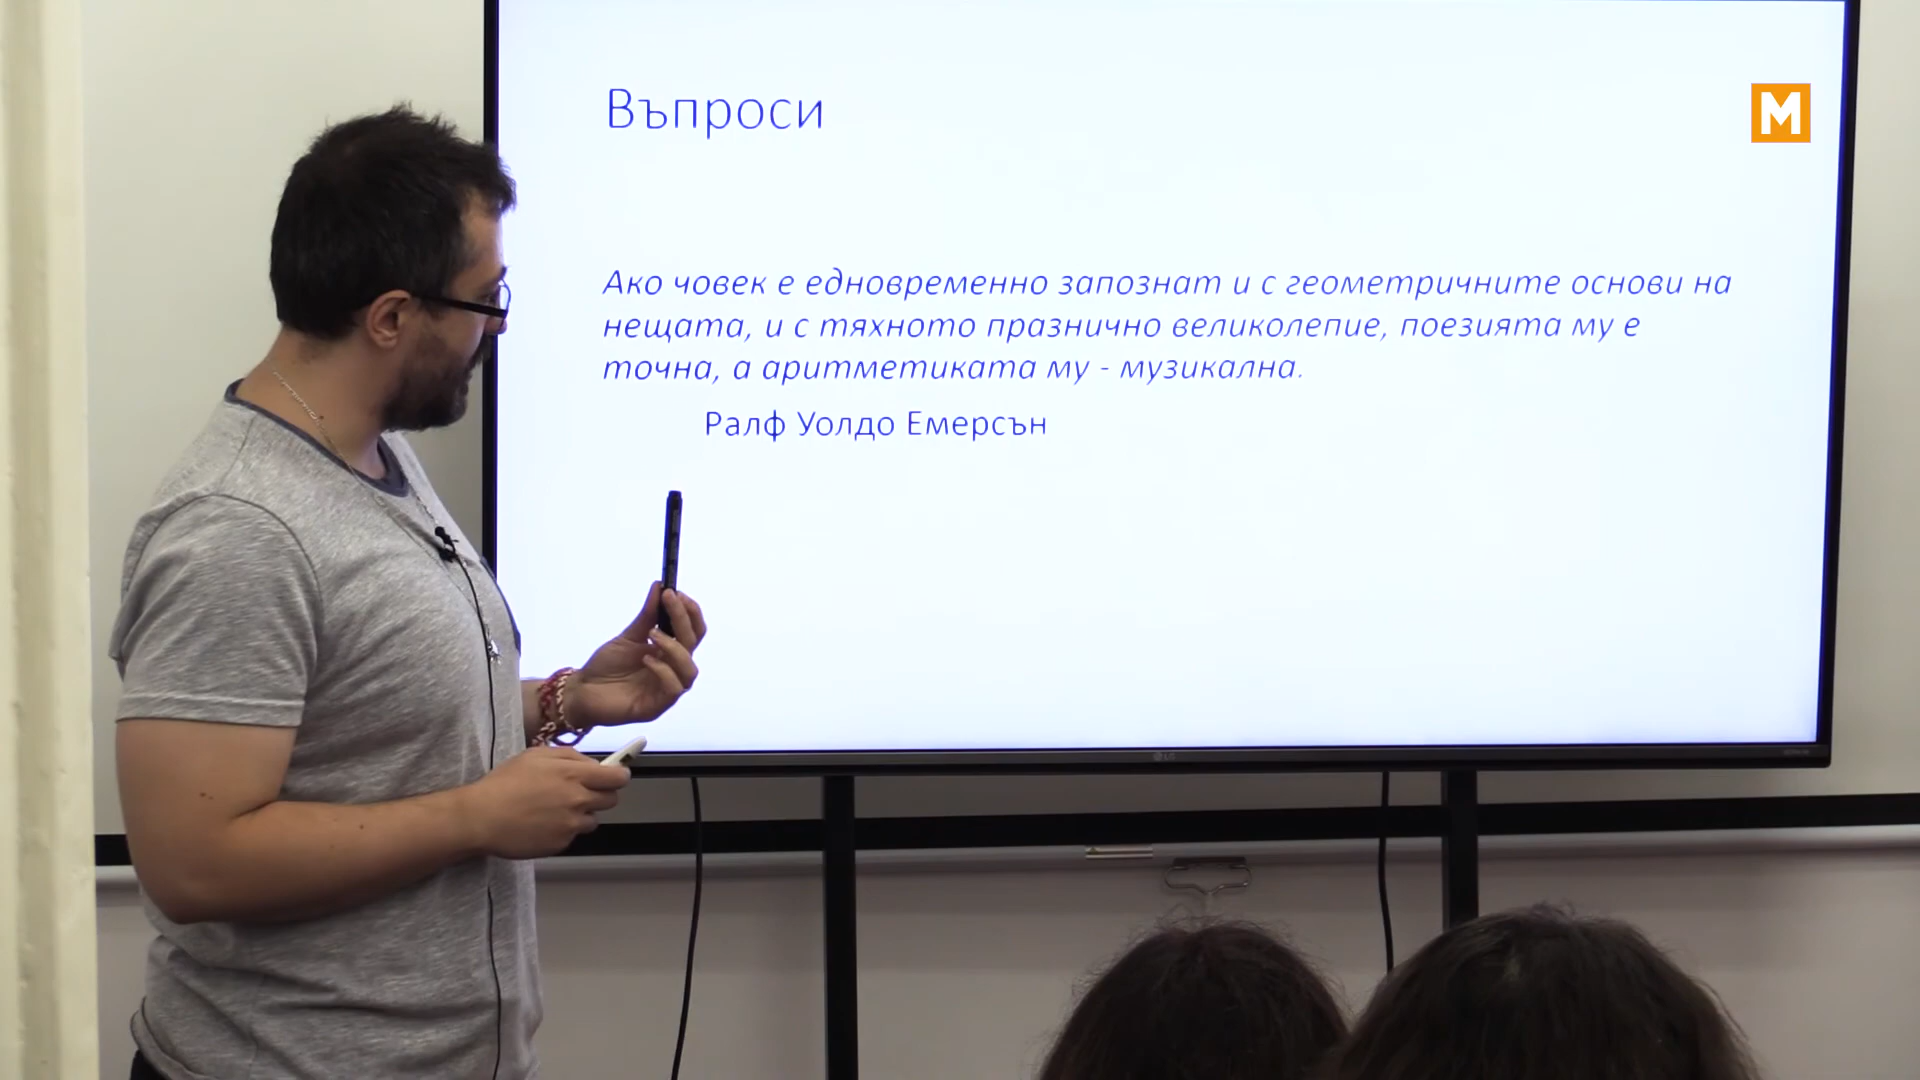 Въпроси
M
Ако човек е едновременно запознат и с геометричните основи на
нещата, и с тяхното празнично великолепие, поезията му е
точна, а аритметиката му - музикална.
Ралф Уолдо Емерсън
LG